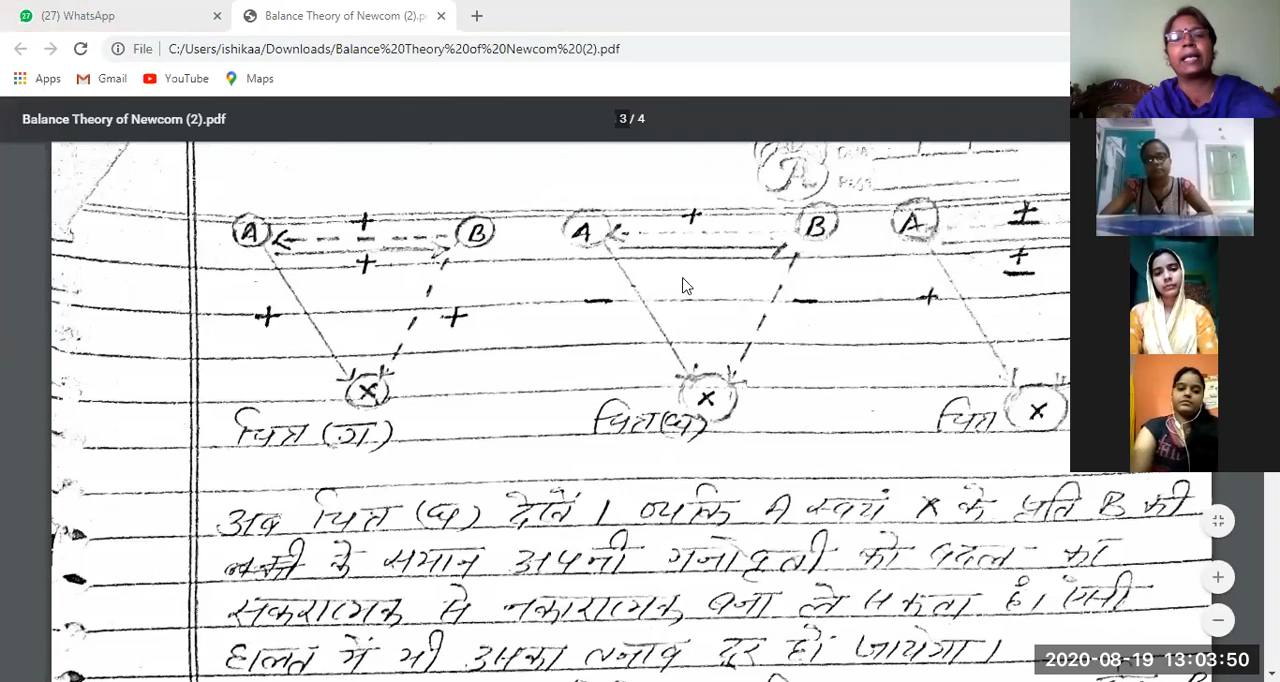 (27) WhatsApp
Balance Theory of Newcom (2).p
File C:/Users/ishikaa/Downloads/Balance%20Theory%20of%20Newcom%20(2).pdf
Apps Gmail YouTube Maps
Balance Theory of Newcom (2).pdf 3 / 4
A + B A + B A ±
+ ±
- - +
+ +
X X X
चित्र (ग) चित्र (घ) चित्र
अब चित्र (घ) देखें । व्यक्ति A स्वयं X के प्रति B की
के समान अपनी मनोवृत्ती को बदल कर
सकारात्मक से नकारात्मक बना ले सकता है। ऐसी
हालत में भी उसका तनाव दूर हो जायेगा।
2020-08-19 13:03:50